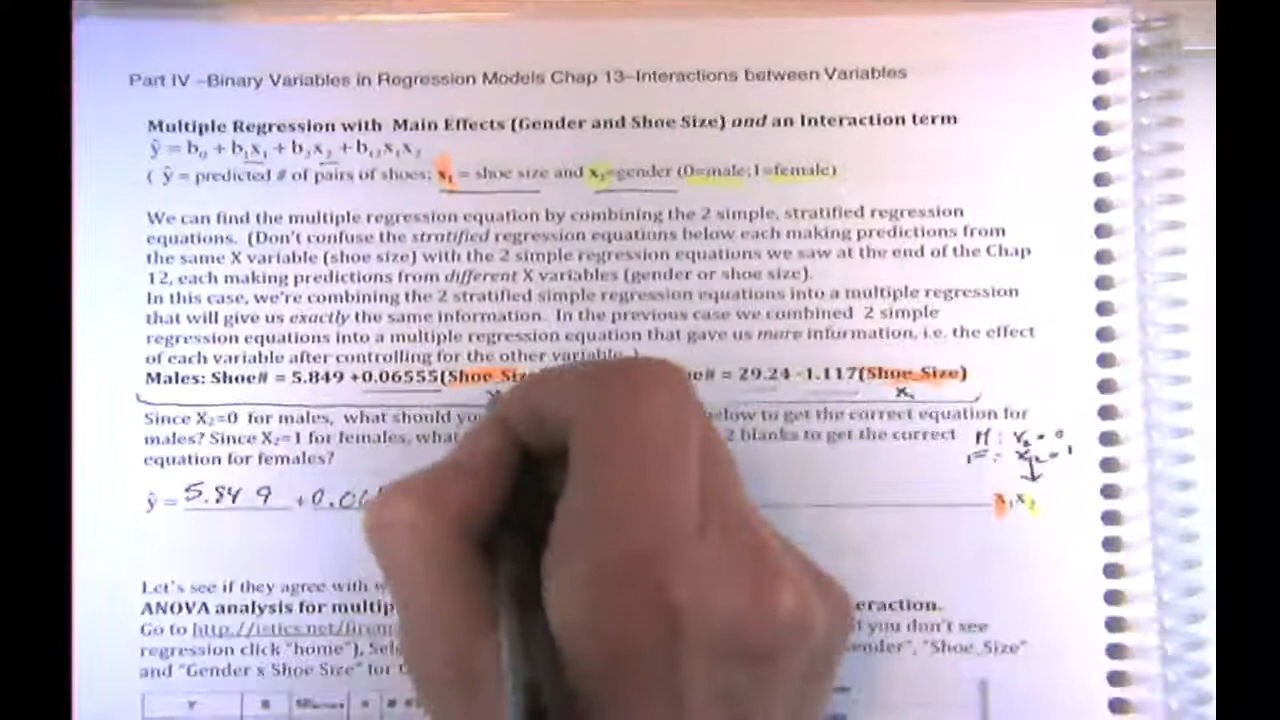 Part IV –Binary Variables in Regression Models Chap 13–Interactions between Variables
Multiple Regression with Main Effects (Gender and Shoe Size) and an Interaction term
ŷ = b₀ + b₁x₁ + b₂x₂ + b₁₂x₁x₂
( ŷ = predicted # of pairs of shoes; x₁ = shoe size and x₂=gender (0=male;1=female)
We can find the multiple regression equation by combining the 2 simple, stratified regression
equations. (Don't confuse the stratified regression equations below each making predictions from
the same X variable (shoe size) with the 2 simple regression equations we saw at the end of the Chap
12, each making predictions from different X variables (gender or shoe size).
In this case, we're combining the 2 stratified simple regression equations into a multiple regression
that will give us exactly the same information. In the previous case we combined 2 simple
regression equations into a multiple regression equation that gave us more information, i.e. the effect
of each variable after controlling for the other variable. )
Males: Shoe# = 5.849 +0.06555(Shoe = 29.24 -1.117(Shoe_Size)
x₁
Since X₂=0 for males, what should below to get the correct equation for
males? Since X₂=1 for females, 2 blanks to get the correct M: x₂ = 0
equation for females? F: x₂ = 1
ŷ = 5.849 +0.0 x₁x₂
Let's see if they agree with
ANOVA analysis for
Go to if you don't see
regression click "home"), "Shoe_Size"
and "Gender x Shoe Size" for